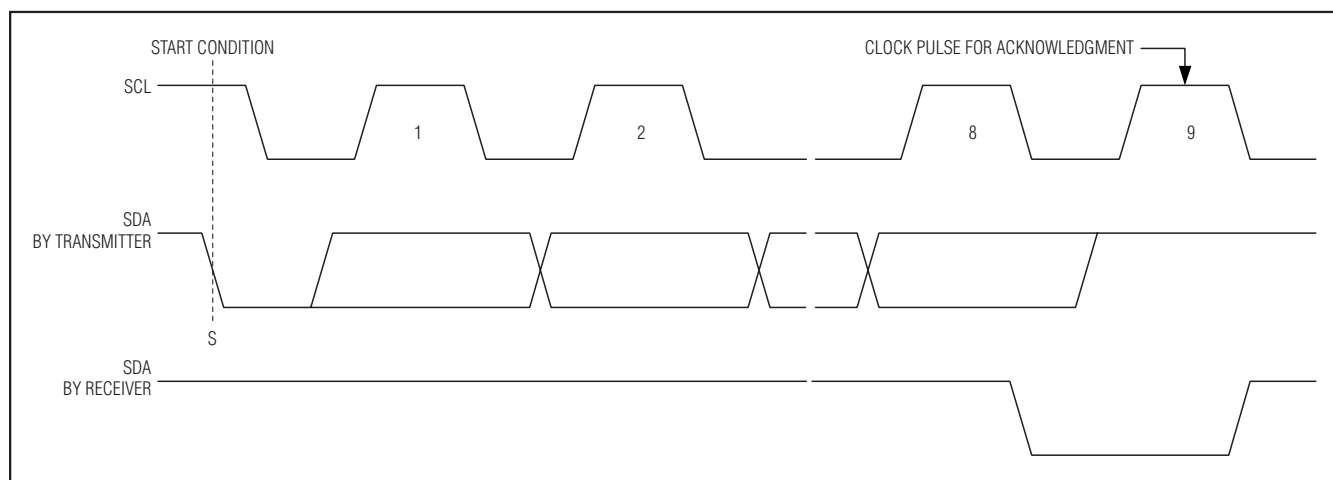 START CONDITION
CLOCK PULSE FOR ACKNOWLEDGMENT
SCL
1
2
8
9
SDA
BY TRANSMITTER
S
SDA
BY RECEIVER